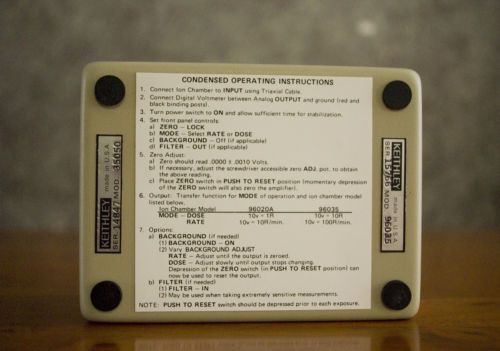 CONDENSED OPERATING INSTRUCTIONS
1. Connect Ion Chamber to INPUT using Triaxial Cable.
2. Connect Digital Voltmeter between Analog OUTPUT and ground (red and
black binding posts).
3. Turn power switch to ON and allow sufficient time for stabilization.
4. Set front panel controls:
a) ZERO – LOCK
b) MODE – Select RATE or DOSE
c) BACKGROUND – Off (if applicable)
d) FILTER – OUT (if applicable)
5. Zero Adjust:
a) Zero should read .0000 ± .0010 Volts.
b) If necessary, adjust the screwdriver accessible zero ADJ. pot. to obtain
the above reading.
c) Place ZERO switch in PUSH TO RESET position (momentary depression
of the ZERO switch will also zero the amplifier).
6. Output: Transfer function for MODE of operation and ion chamber model
listed below.
Ion Chamber Model 96020A 96035
MODE – DOSE 10v = 1R 10v = 10R
RATE 10v = 10R/min. 10v = 100R/min.
7. Options:
a) BACKGROUND (if needed)
(1) BACKGROUND – ON
(2) Vary BACKGROUND ADJUST
RATE – Adjust until the output is zeroed.
DOSE – Adjust slowly until output stops changing.
Depression of the ZERO switch (in PUSH TO RESET position) can
now be used to reset the output.
b) FILTER (if needed)
(1) FILTER – IN
(2) May be used when taking extremely sensitive measurements.
NOTE: PUSH TO RESET switch should be depressed prior to each exposure.
KEITHLEY made in U.S.A.
SER. MOD. 35050
KEITHLEY made in U.S.A.
SER. MOD. 96035